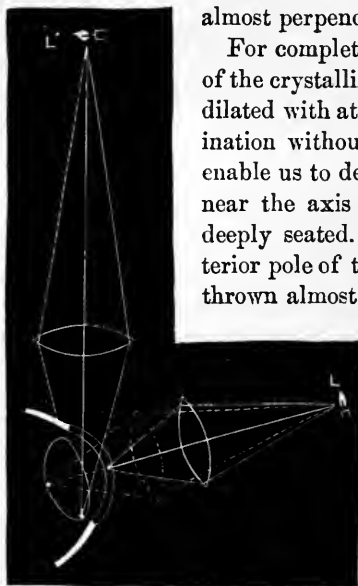 almost perpend
For complet
of the crystallin
dilated with at
ination withou
enable us to de
near the axis
deeply seated.
terior pole of t
thrown almost
L
L